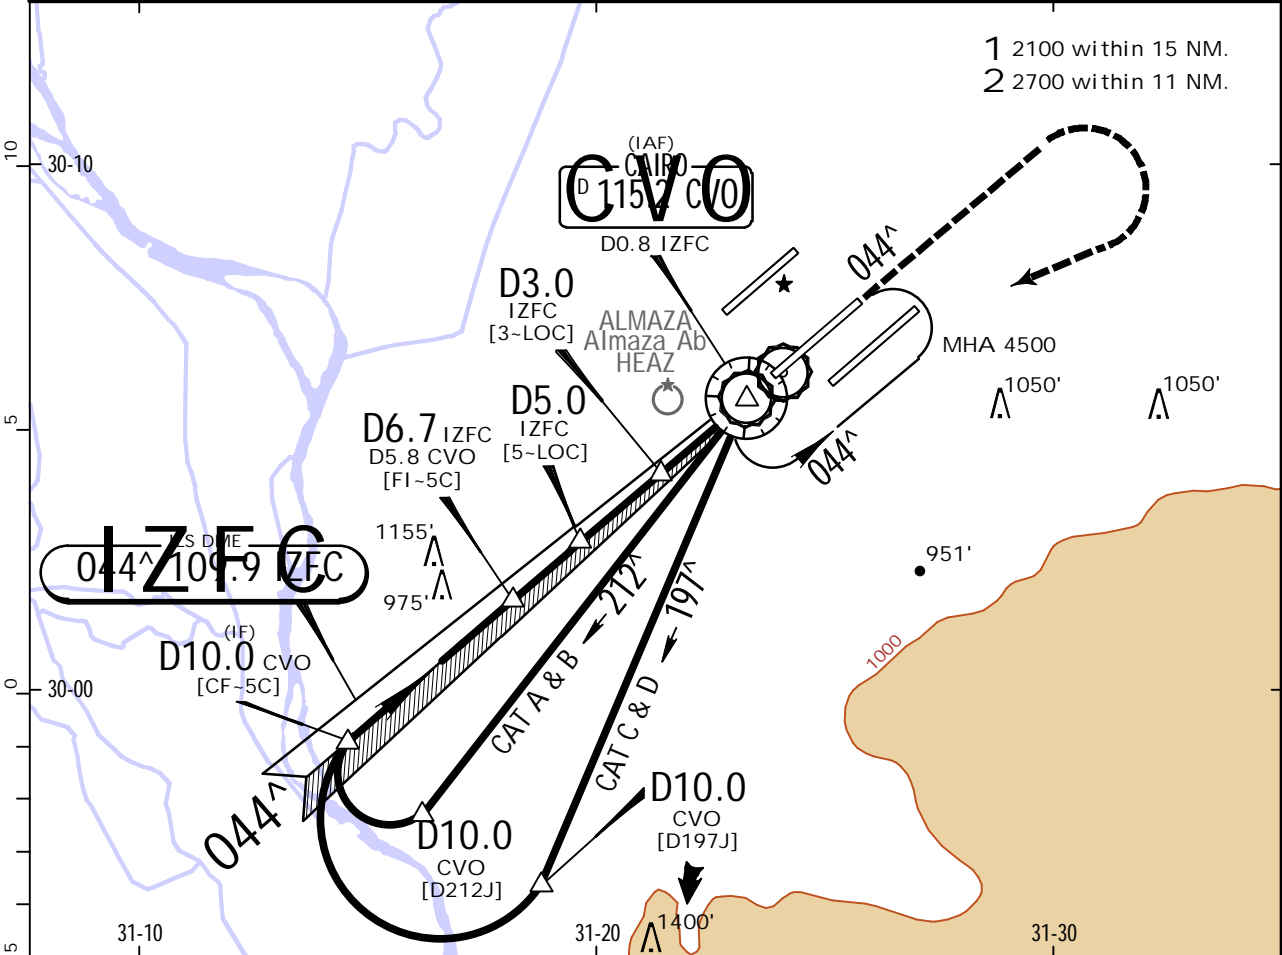 1 2100 within 15 NM.
2 2700 within 11 NM.
10
30-10
(IAF)
CAIRO
D 115.2 CVO
CVO
D0.8 IZFC
044^
D3.0
IZFC
[3~LOC]
ALMAZA
Almaza Ab
HEAZ
MHA 4500
1050'
1050'
D5.0
IZFC
[5~LOC]
5
D6.7 IZFC
D5.8 CVO
[FI~5C]
044^
1155'
ILS DME
044^ 109.9 IZFC
IZFC
975'
951'
212^
197^
1000
(IF)
D10.0 CVO
[CF~5C]
0
30-00
CAT A & B
CAT C & D
044^
D10.0
CVO
[D197J]
D10.0
CVO
[D212J]
1400'
5
31-10
31-20
31-30